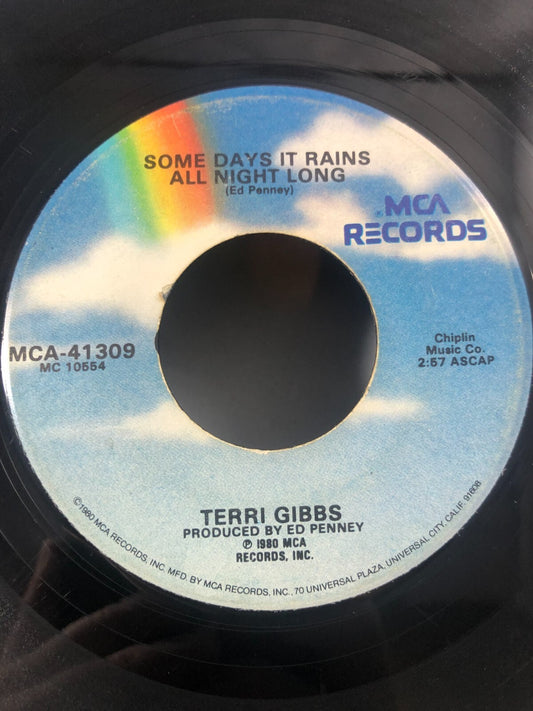 SOME DAYS IT RAINS
ALL NIGHT LONG
(Ed Penney)
MCA
RECORDS
MCA-41309
MC 10554
Chiplin
Music Co.
2:57 ASCAP
TERRI GIBBS
PRODUCED BY ED PENNEY
℗ 1980 MCA
RECORDS, INC.
©1980 MCA RECORDS, INC. MFD. BY MCA RECORDS, INC., 70 UNIVERSAL PLAZA, UNIVERSAL CITY, CALIF. 91608